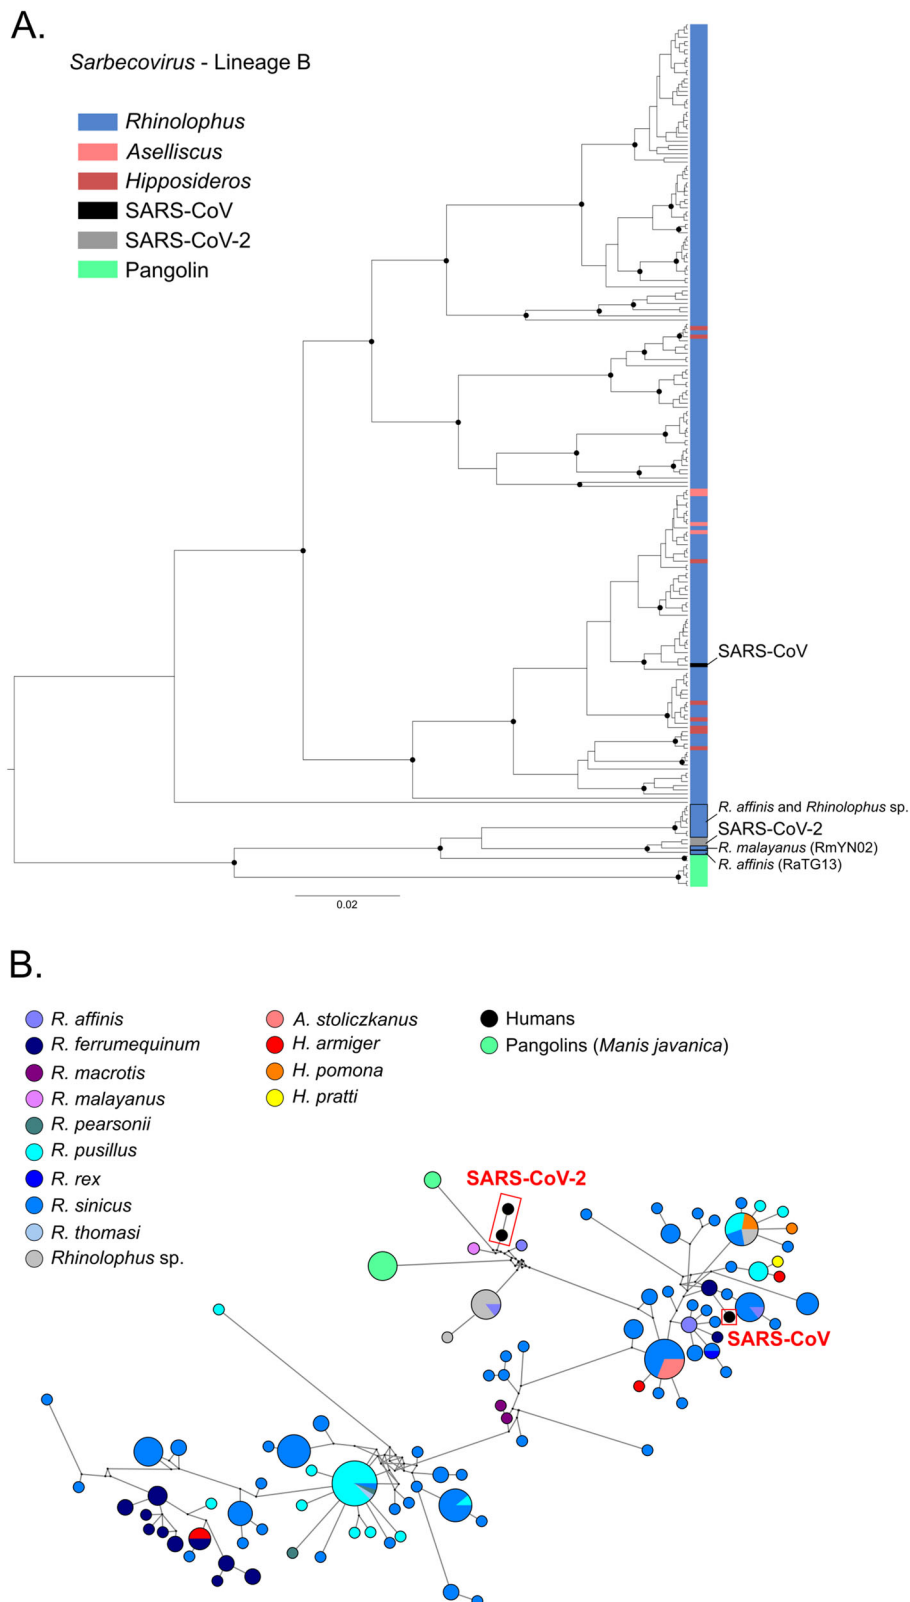 A.
Sarbecovirus - Lineage B
Rhinolophus
Aselliscus
Hipposideros
SARS-CoV
SARS-CoV-2
Pangolin
SARS-CoV
R. affinis and Rhinolophus sp.
SARS-CoV-2
R. malayanus (RmYN02)
R. affinis (RaTG13)
0.02
B.
R. affinis
R. ferrumequinum
R. macrotis
R. malayanus
R. pearsonii
R. pusillus
R. rex
R. sinicus
R. thomasi
Rhinolophus sp.
A. stoliczkanus
H. armiger
H. pomona
H. pratti
Humans
Pangolins (Manis javanica)
SARS-CoV-2
SARS-CoV